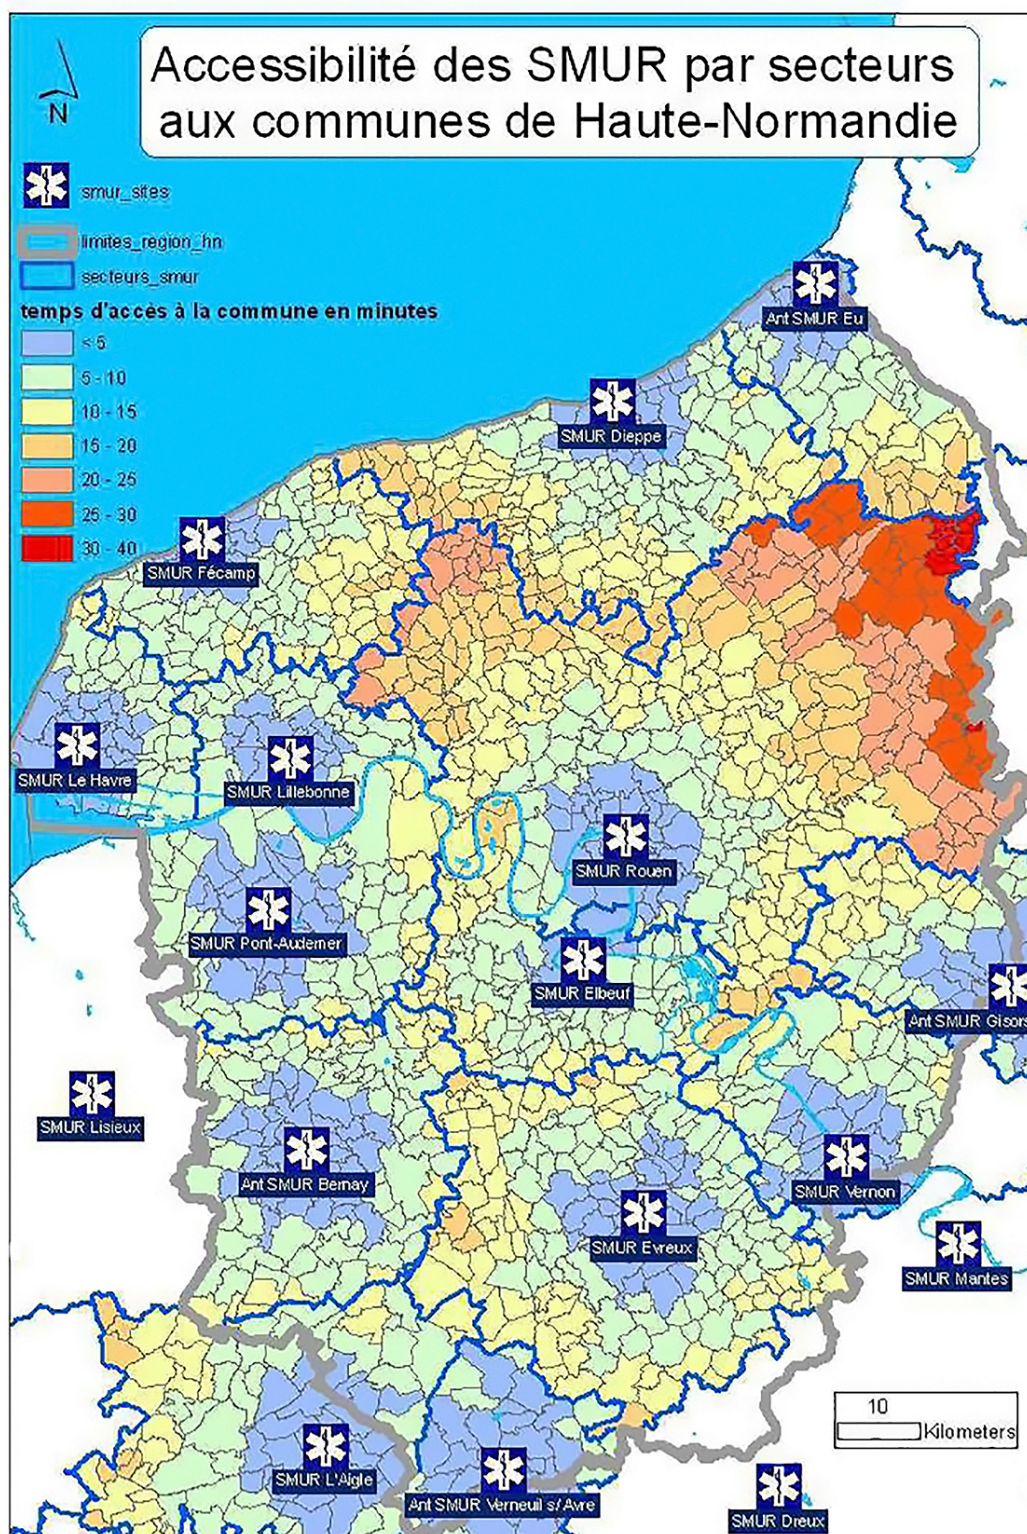 Accessibilité des SMUR par secteurs
aux communes de Haute-Normandie
N
smur_sites
limites_region_hn
secteurs_smur
temps d'accès à la commune en minutes
< 5
5 - 10
10 - 15
15 - 20
20 - 25
25 - 30
30 - 40
Ant SMUR Eu
SMUR Dieppe
SMUR Fécamp
SMUR Le Havre
SMUR Lillebonne
SMUR Rouen
SMUR Pont-Audemer
SMUR Elbeuf
Ant SMUR Gisors
SMUR Lisieux
Ant SMUR Bernay
SMUR Vernon
SMUR Evreux
SMUR Mantes
10
Kilometers
SMUR L'Aigle
Ant SMUR Verneuil s/Avre
SMUR Dreux